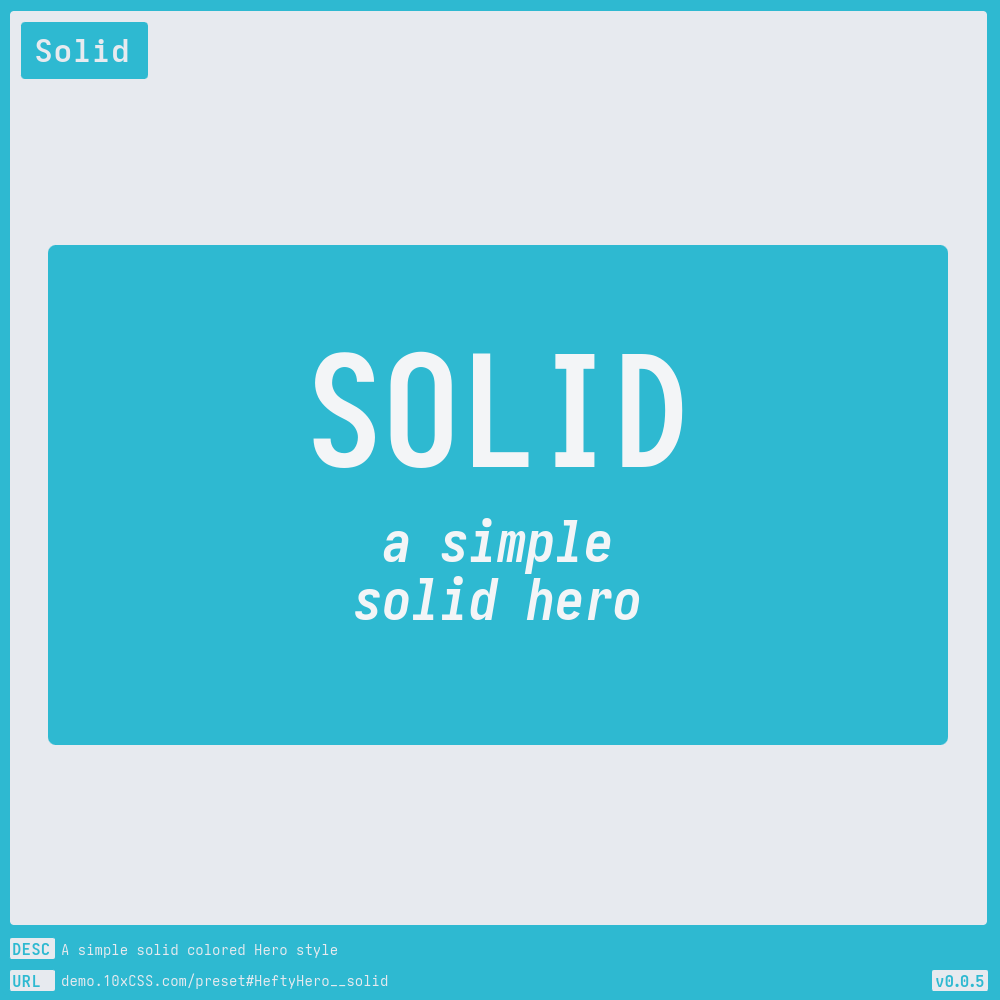 Solid
SOLID
a simple
solid hero
DESC A simple solid colored Hero style
URL demo.10xCSS.com/preset#HeftyHero__solid
v0.0.5